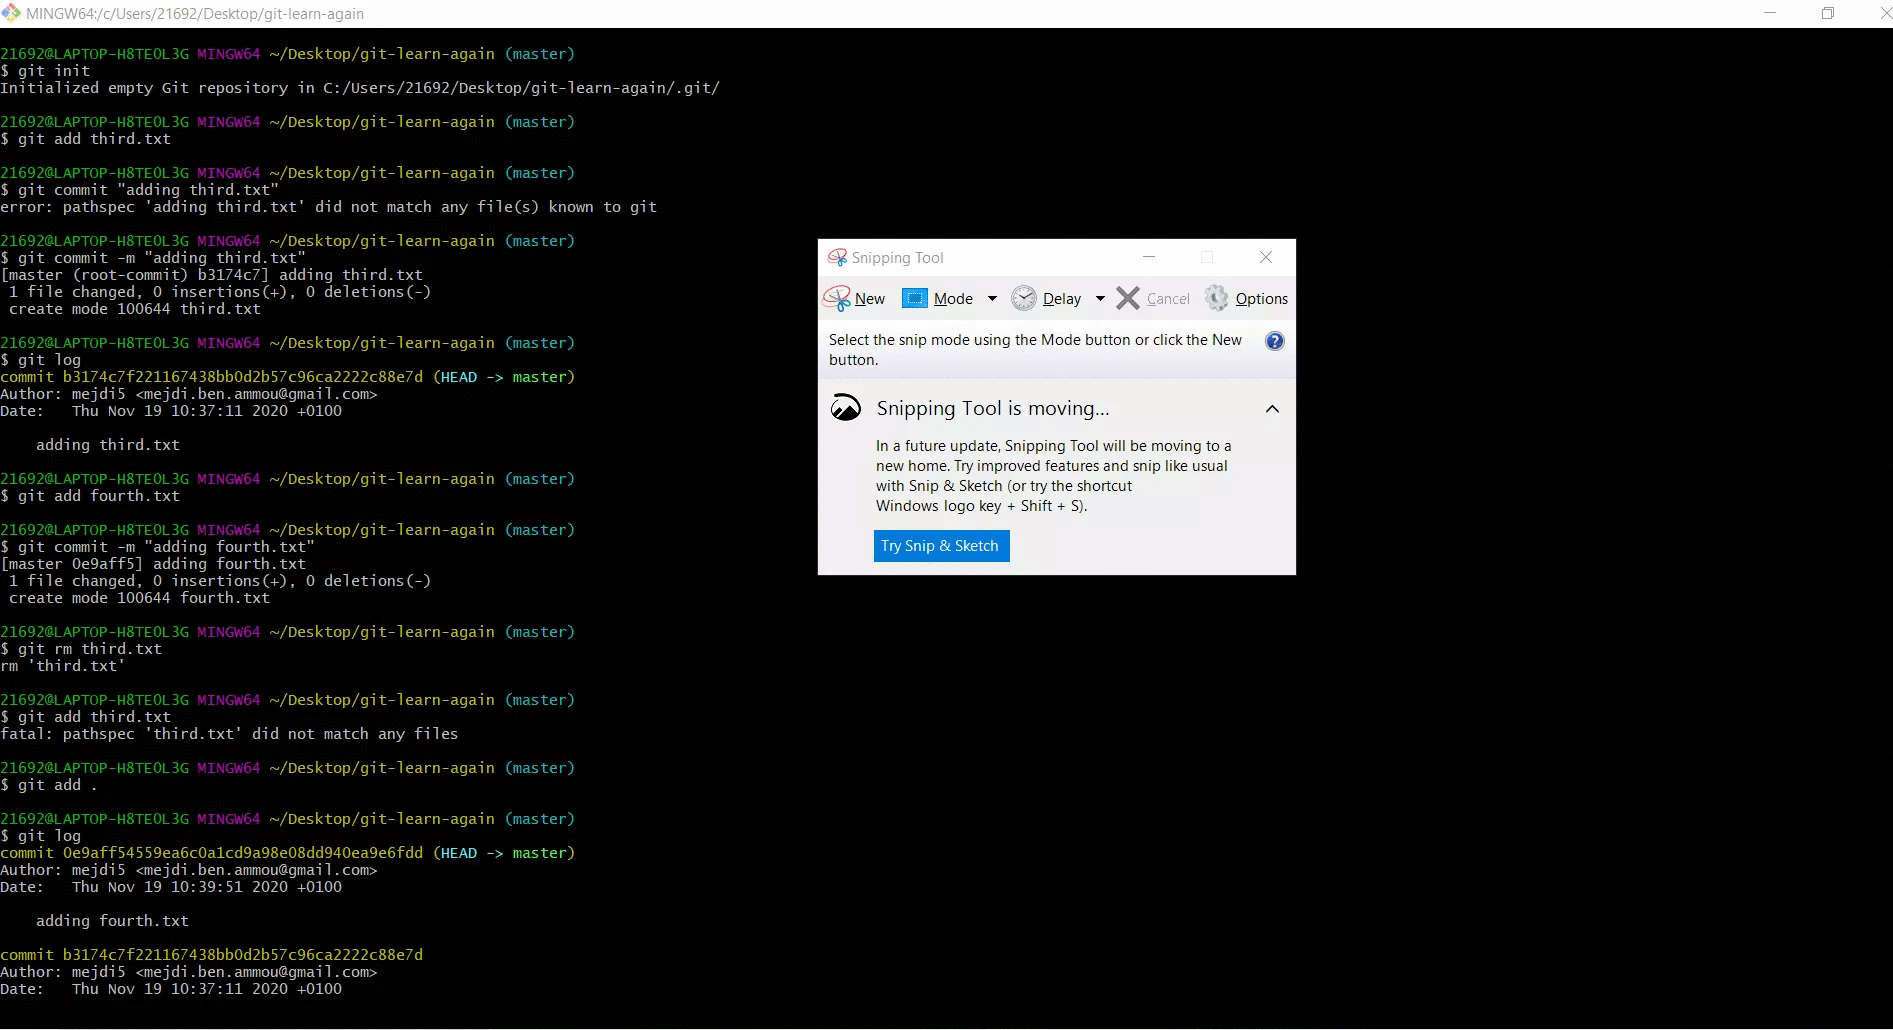 MINGW64:/c/Users/21692/Desktop/git-learn-again
21692@LAPTOP-H8TE0L3G MINGW64 ~/Desktop/git-learn-again (master)
$ git init
Initialized empty Git repository in C:/Users/21692/Desktop/git-learn-again/.git/
21692@LAPTOP-H8TE0L3G MINGW64 ~/Desktop/git-learn-again (master)
$ git add third.txt
21692@LAPTOP-H8TE0L3G MINGW64 ~/Desktop/git-learn-again (master)
$ git commit "adding third.txt"
error: pathspec 'adding third.txt' did not match any file(s) known to git
21692@LAPTOP-H8TE0L3G MINGW64 ~/Desktop/git-learn-again (master)
$ git commit -m "adding third.txt"
[master (root-commit) b3174c7] adding third.txt
 1 file changed, 0 insertions(+), 0 deletions(-)
 create mode 100644 third.txt
21692@LAPTOP-H8TE0L3G MINGW64 ~/Desktop/git-learn-again (master)
$ git log
commit b3174c7f221167438bb0d2b57c96ca2222c88e7d (HEAD -> master)
Author: mejdi5 <mejdi.ben.ammou@gmail.com>
Date:   Thu Nov 19 10:37:11 2020 +0100
    adding third.txt
21692@LAPTOP-H8TE0L3G MINGW64 ~/Desktop/git-learn-again (master)
$ git add fourth.txt
21692@LAPTOP-H8TE0L3G MINGW64 ~/Desktop/git-learn-again (master)
$ git commit -m "adding fourth.txt"
[master 0e9aff5] adding fourth.txt
 1 file changed, 0 insertions(+), 0 deletions(-)
 create mode 100644 fourth.txt
21692@LAPTOP-H8TE0L3G MINGW64 ~/Desktop/git-learn-again (master)
$ git rm third.txt
rm 'third.txt'
21692@LAPTOP-H8TE0L3G MINGW64 ~/Desktop/git-learn-again (master)
$ git add third.txt
fatal: pathspec 'third.txt' did not match any files
21692@LAPTOP-H8TE0L3G MINGW64 ~/Desktop/git-learn-again (master)
$ git add .
21692@LAPTOP-H8TE0L3G MINGW64 ~/Desktop/git-learn-again (master)
$ git log
commit 0e9aff54559ea6c0a1cd9a98e08dd940ea9e6fdd (HEAD -> master)
Author: mejdi5 <mejdi.ben.ammou@gmail.com>
Date:   Thu Nov 19 10:39:51 2020 +0100
    adding fourth.txt
commit b3174c7f221167438bb0d2b57c96ca2222c88e7d
Author: mejdi5 <mejdi.ben.ammou@gmail.com>
Date:   Thu Nov 19 10:37:11 2020 +0100
Snipping Tool
New Mode Delay Cancel Options
Select the snip mode using the Mode button or click the New
button.
?
Snipping Tool is moving...
In a future update, Snipping Tool will be moving to a
new home. Try improved features and snip like usual
with Snip & Sketch (or try the shortcut
Windows logo key + Shift + S).
Try Snip & Sketch